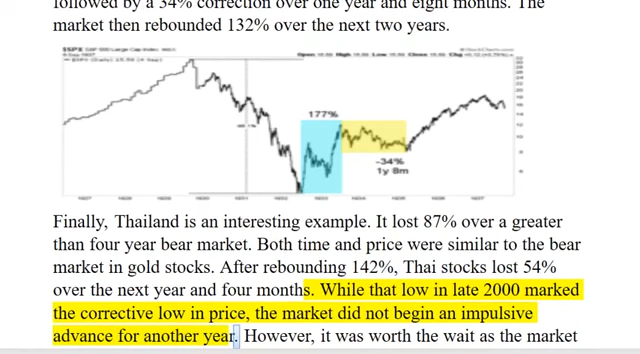 followed by a 34% correction over one year and eight months. The
market then rebounded 132% over the next two years.
$SPX S&P 500 Large Cap Index
177%
-34%
1y 8m
Finally, Thailand is an interesting example. It lost 87% over a greater
than four year bear market. Both time and price were similar to the bear
market in gold stocks. After rebounding 142%, Thai stocks lost 54%
over the next year and four months. While that low in late 2000 marked
the corrective low in price, the market did not begin an impulsive
advance for another year. However, it was worth the wait as the market